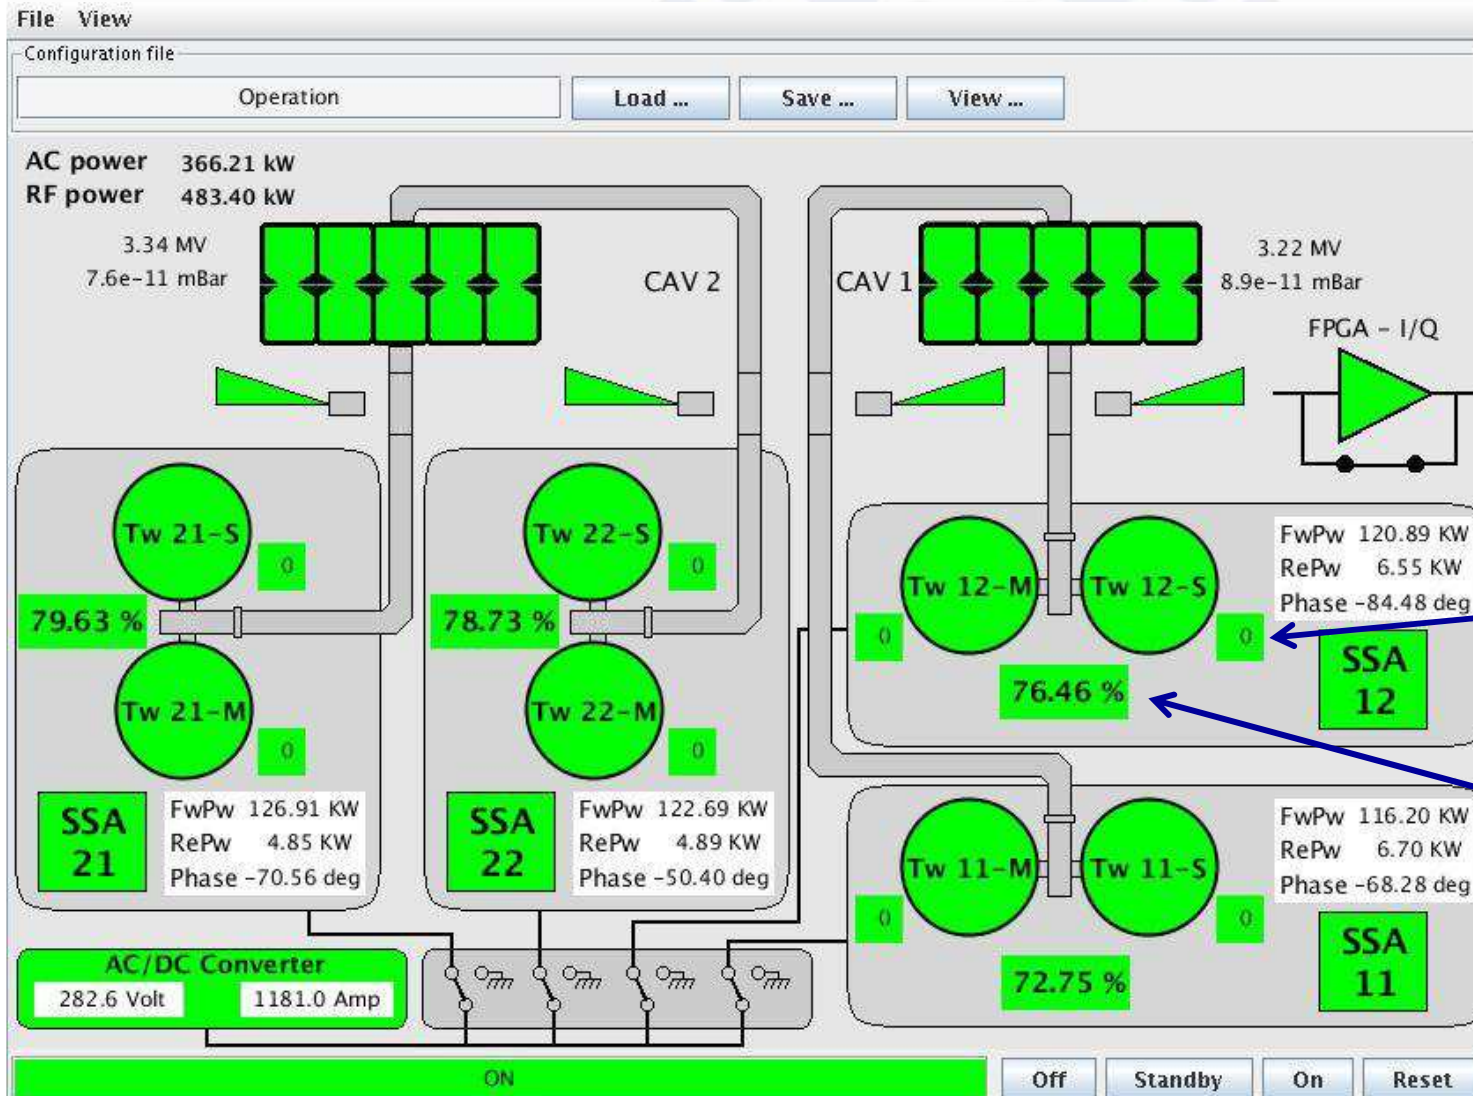 File View
Configuration file
Operation Load ... Save ... View ...
AC power 366.21 kW
RF power 483.40 kW
3.34 MV
7.6e-11 mBar
CAV 2
CAV 1
3.22 MV
8.9e-11 mBar
FPGA - I/Q
Tw 21-S
0
79.63 %
Tw 21-M
0
SSA
21
FwPw 126.91 KW
RePw 4.85 KW
Phase -70.56 deg
Tw 22-S
0
78.73 %
Tw 22-M
0
SSA
22
FwPw 122.69 KW
RePw 4.89 KW
Phase -50.40 deg
Tw 12-M
Tw 12-S
0
0
76.46 %
FwPw 120.89 KW
RePw 6.55 KW
Phase -84.48 deg
SSA
12
Tw 11-M
Tw 11-S
0
0
72.75 %
FwPw 116.20 KW
RePw 6.70 KW
Phase -68.28 deg
SSA
11
AC/DC Converter
282.6 Volt 1181.0 Amp
ON Off Standby On Reset